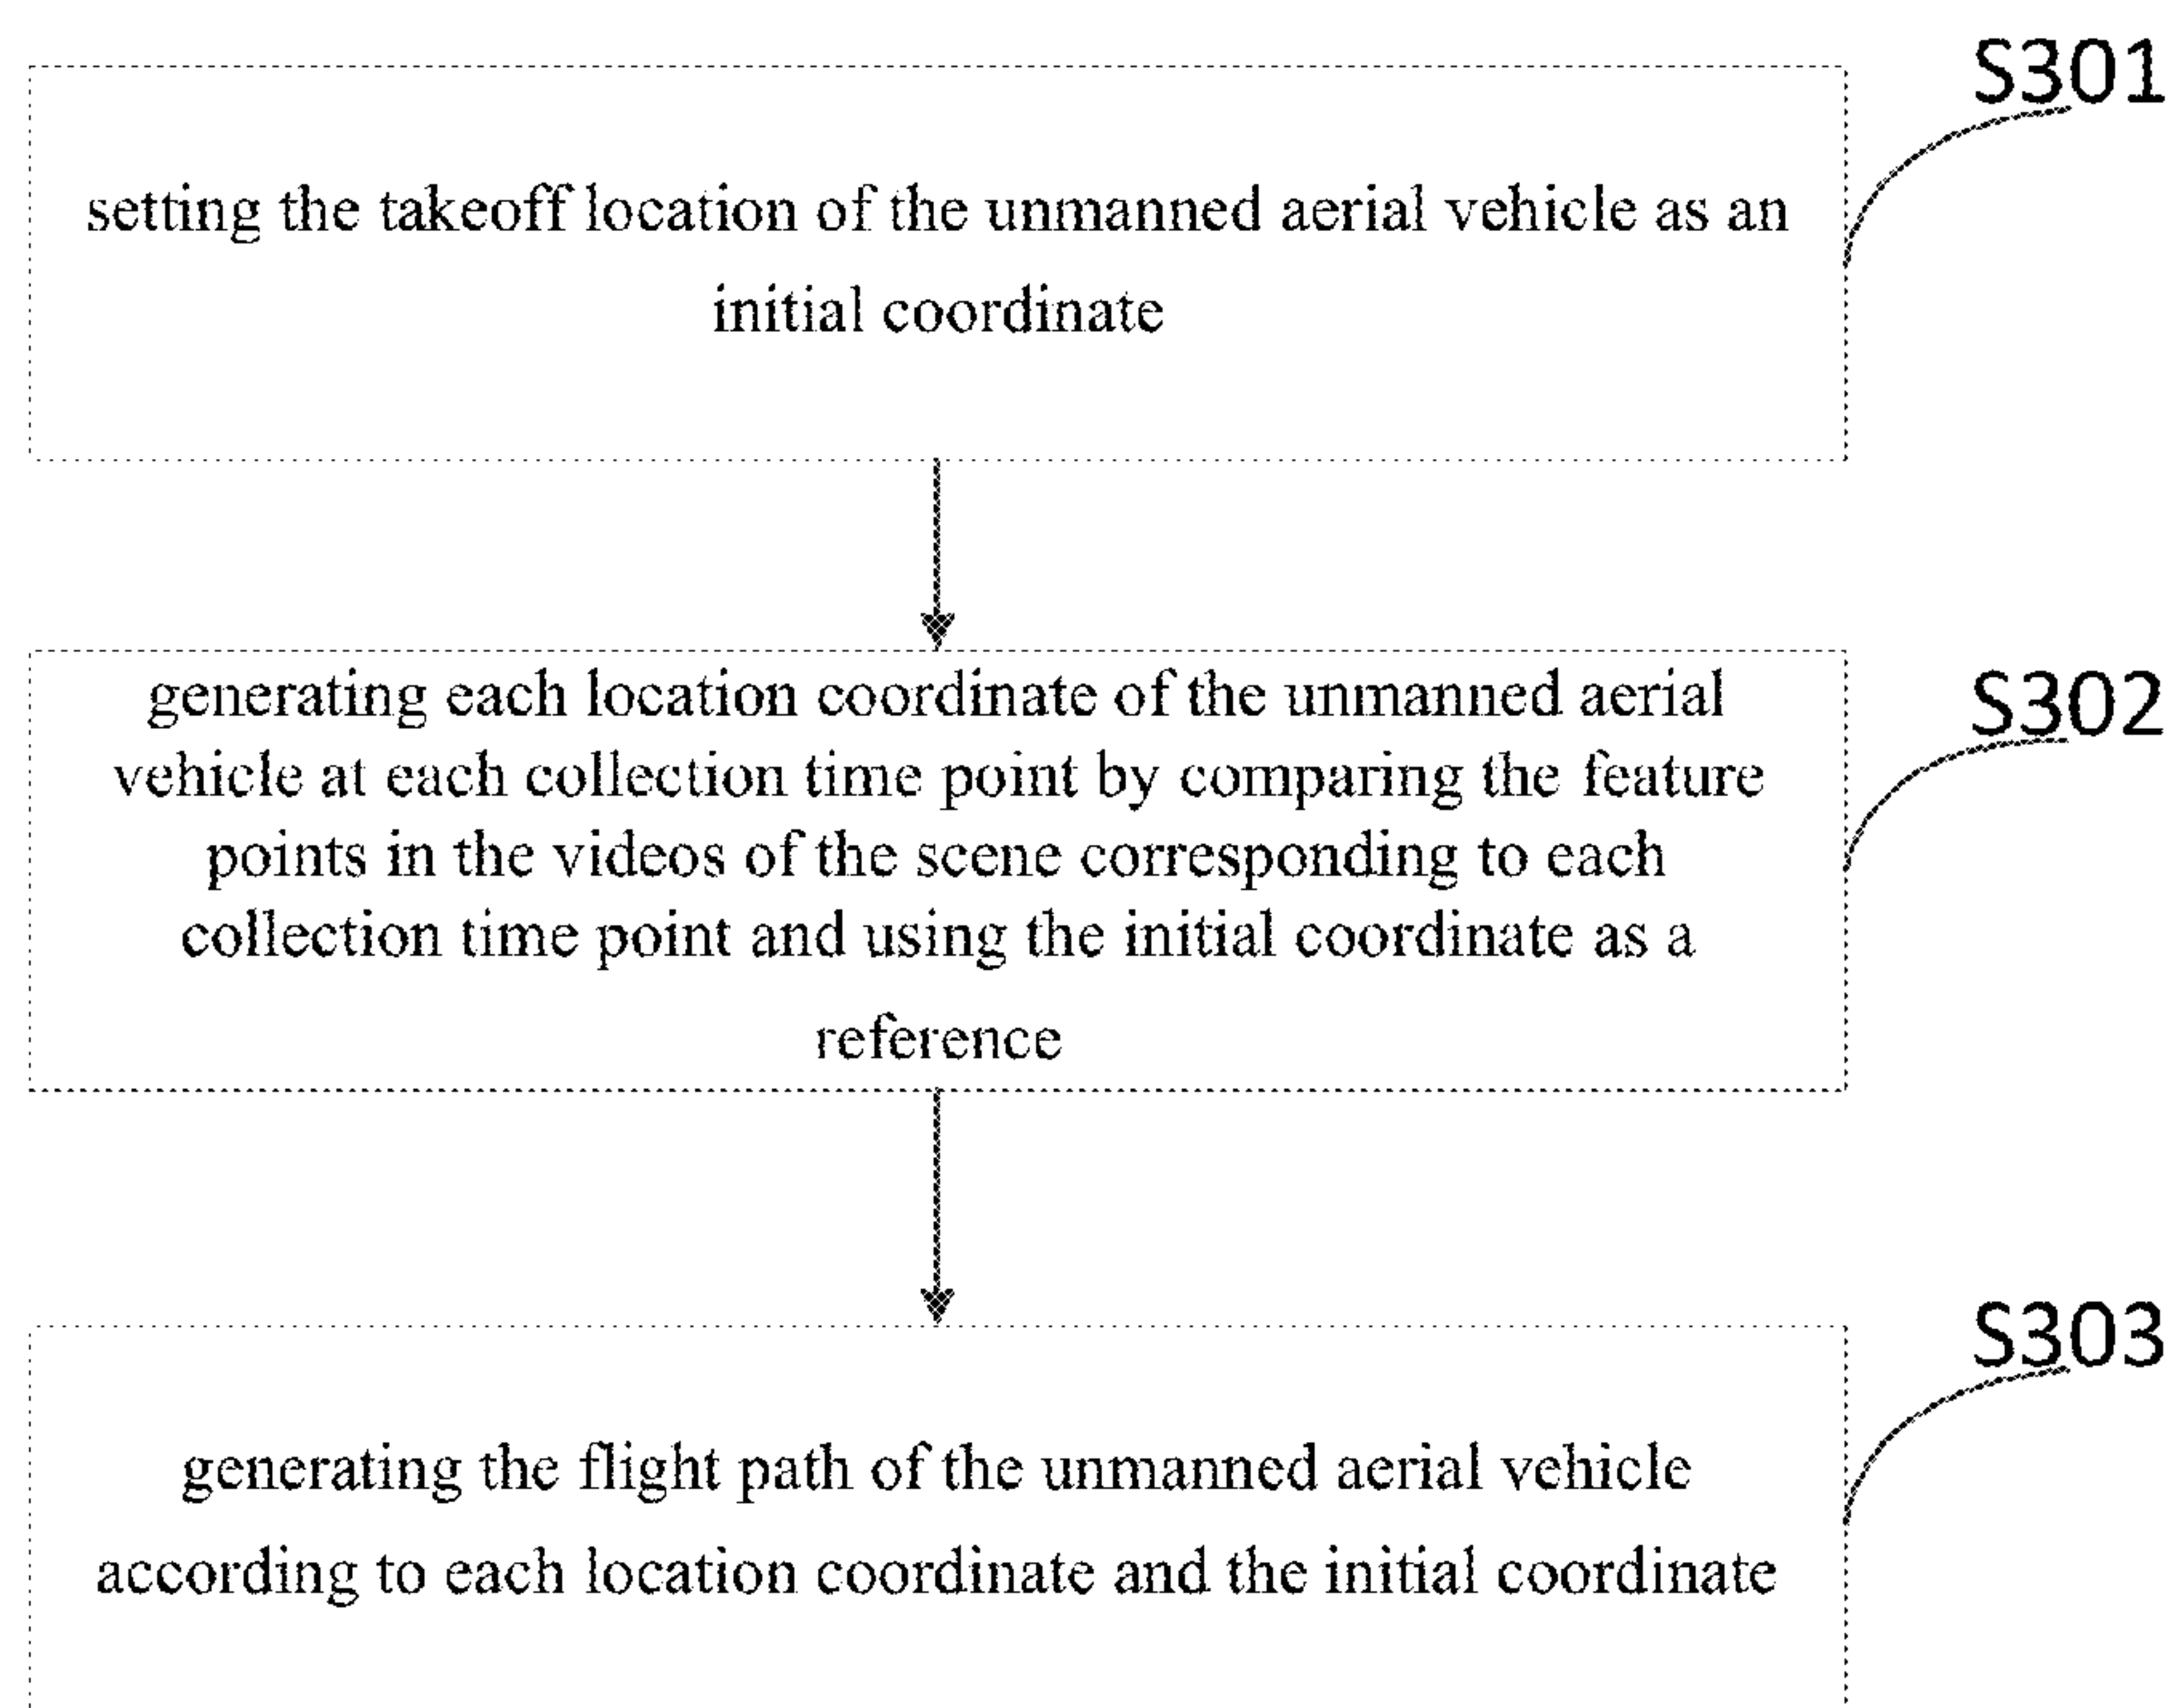 S301
setting the takeoff location of the unmanned aerial vehicle as an
initial coordinate
S302
generating each location coordinate of the unmanned aerial
vehicle at each collection time point by comparing the feature
points in the videos of the scene corresponding to each
collection time point and using the initial coordinate as a
reference
S303
generating the flight path of the unmanned aerial vehicle
according to each location coordinate and the initial coordinate